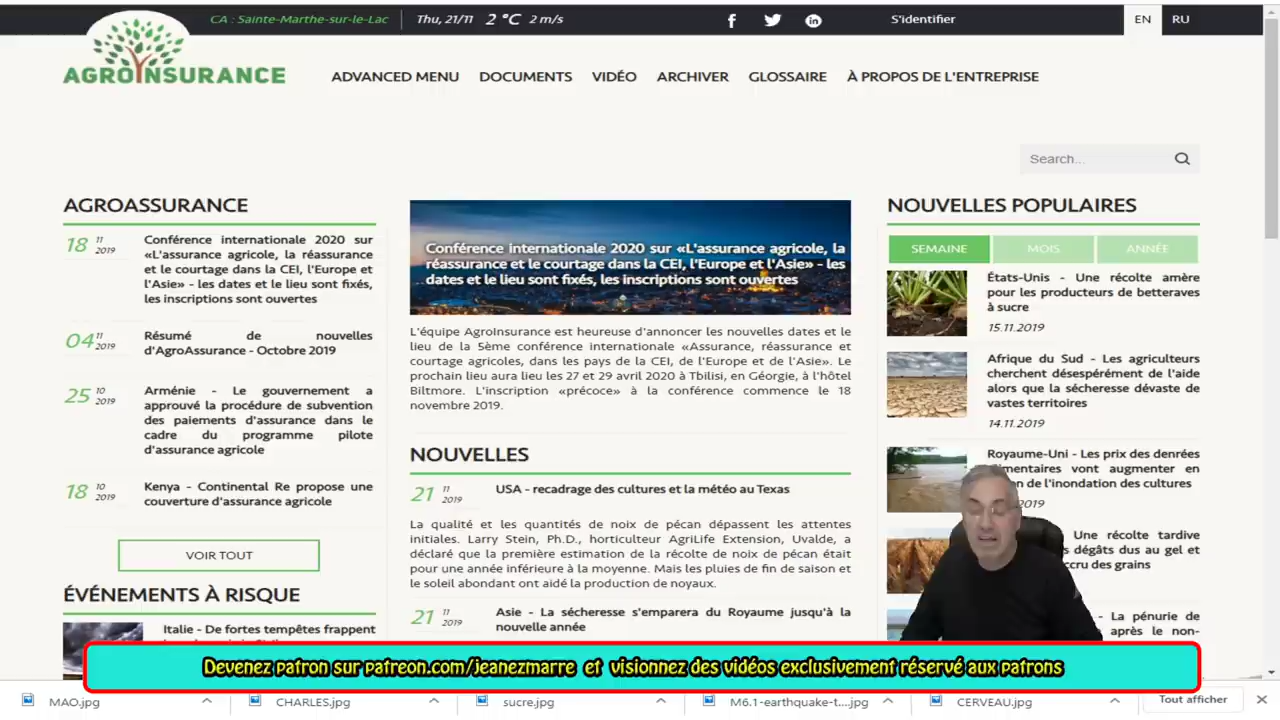 CA : Sainte-Marthe-sur-le-Lac
Thu, 21/11 2 °C 2 m/s
S'identifier
EN RU
AGROINSURANCE
ADVANCED MENU DOCUMENTS VIDÉO ARCHIVER GLOSSAIRE À PROPOS DE L'ENTREPRISE
Search...
AGROASSURANCE
18 11 2019
Conférence internationale 2020 sur
«L'assurance agricole, la réassurance
et le courtage dans la CEI, l'Europe et
l'Asie» - les dates et le lieu sont fixés,
les inscriptions sont ouvertes
04 11 2019
Résumé de nouvelles
d'AgroAssurance - Octobre 2019
25 10 2019
Arménie - Le gouvernement a
approuvé la procédure de subvention
des paiements d'assurance dans le
cadre du programme pilote
d'assurance agricole
18 10 2019
Kenya - Continental Re propose une
couverture d'assurance agricole
VOIR TOUT
ÉVÉNEMENTS À RISQUE
Italie - De fortes tempêtes frappent
Conférence internationale 2020 sur «L'assurance agricole, la
réassurance et le courtage dans la CEI, l'Europe et l'Asie» - les
dates et le lieu sont fixés, les inscriptions sont ouvertes
L'équipe AgroInsurance est heureuse d'annoncer les nouvelles dates et le
lieu de la 5ème conférence internationale «Assurance, réassurance et
courtage agricoles, dans les pays de la CEI, de l'Europe et de l'Asie». Le
prochain lieu aura lieu les 27 et 29 avril 2020 à Tbilisi, en Géorgie, à l'hôtel
Biltmore. L'inscription «précoce» à la conférence commence le 18
novembre 2019.
NOUVELLES
21 11 2019
USA - recadrage des cultures et la météo au Texas
La qualité et les quantités de noix de pécan dépassent les attentes
initiales. Larry Stein, Ph.D., horticulteur AgriLife Extension, Uvalde, a
déclaré que la première estimation de la récolte de noix de pécan était
pour une année inférieure à la moyenne. Mais les pluies de fin de saison et
le soleil abondant ont aidé la production de noyaux.
21 11 2019
Asie - La sécheresse s'emparera du Royaume jusqu'à la
nouvelle année
NOUVELLES POPULAIRES
SEMAINE MOIS ANNÉE
États-Unis - Une récolte amère
pour les producteurs de betteraves
à sucre
15.11.2019
Afrique du Sud - Les agriculteurs
cherchent désespérément de l'aide
alors que la sécheresse dévaste de
vastes territoires
14.11.2019
Royaume-Uni - Les prix des denrées
alimentaires vont augmenter en
de l'inondation des cultures
2019
Une récolte tardive
dégâts dus au gel et
des grains
- La pénurie de
après le non-
Devenez patron sur patreon.com/jeanezmarre et visionnez des vidéos exclusivement réservé aux patrons
MAO.jpg CHARLES.jpg sucre.jpg M6.1-earthquake-t....jpg CERVEAU.jpg Tout afficher